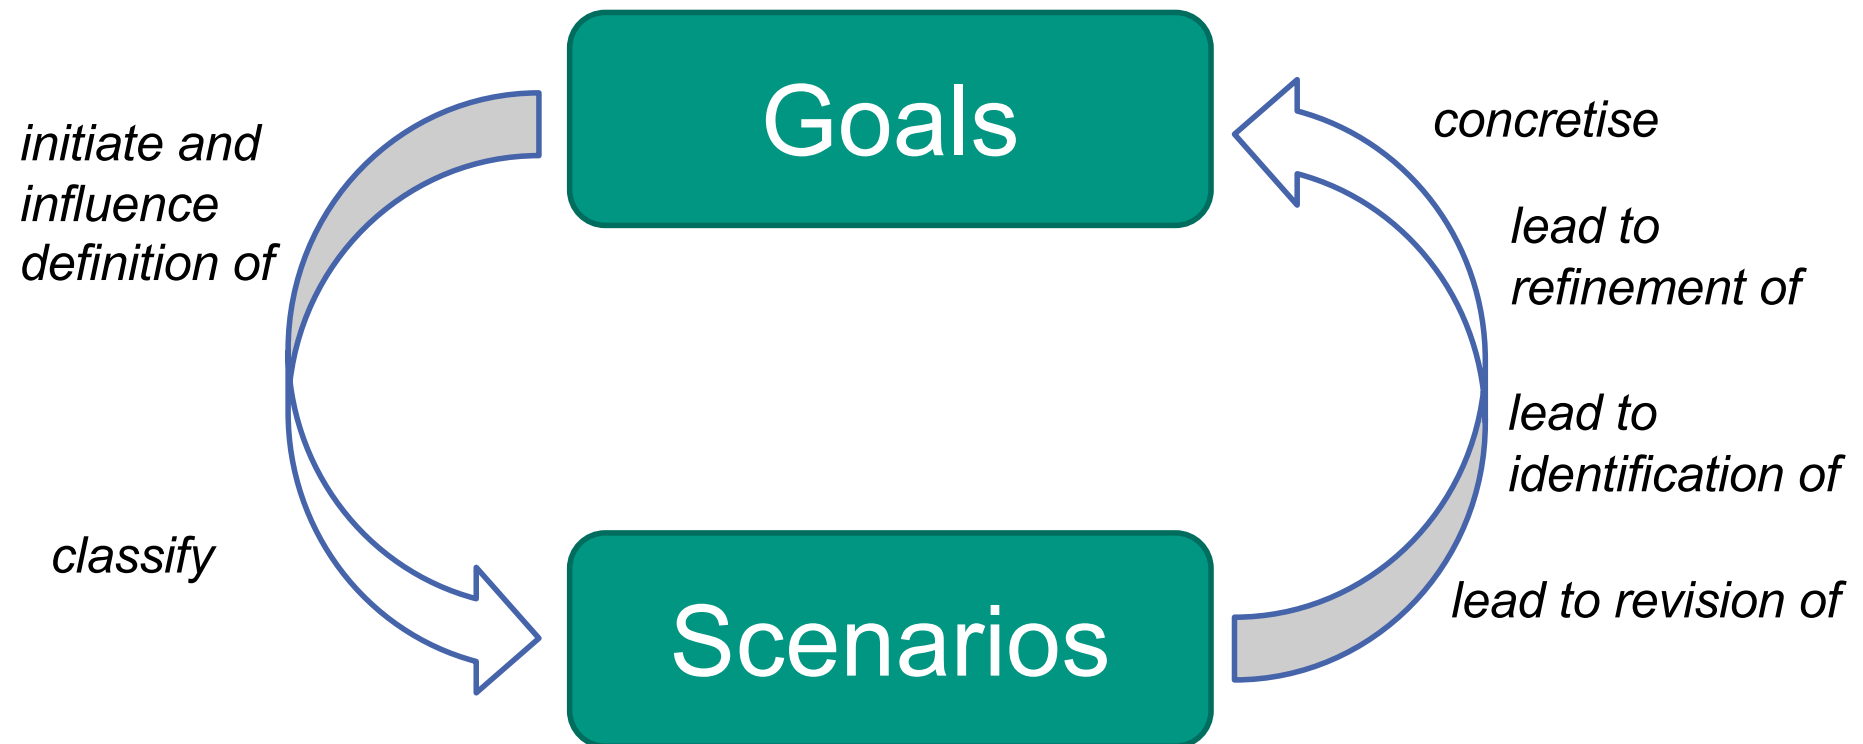 Goals
initiate and
influence
definition of
classify
concretise
lead to
refinement of
lead to
identification of
lead to revision of
Scenarios